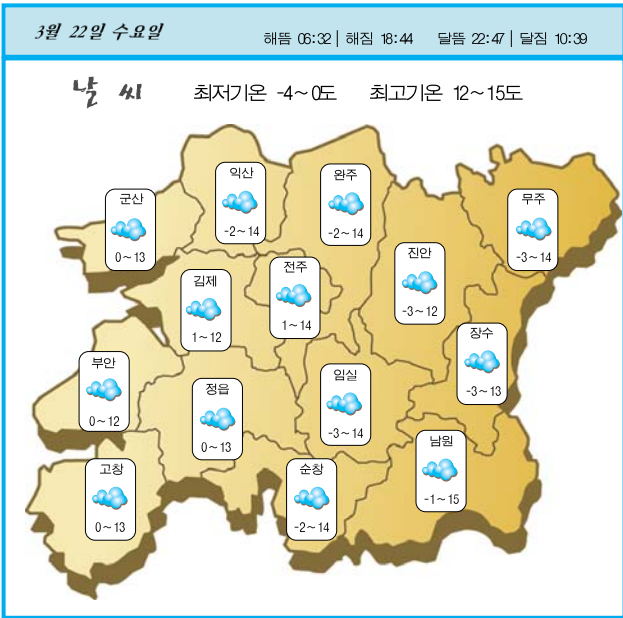 3월 22일 수요일
해뜸 06:32 | 해짐 18:44 달뜸 22:47 | 달짐 10:39
날 씨 최저기온 -4~0도 최고기온 12~15도
익산
-2~14
완주
-2~14
군산
0~13
무주
-3~14
진안
-3~12
전주
1~14
김제
1~12
장수
-3~13
부안
0~12
정읍
0~13
임실
-3~14
남원
-1~15
고창
0~13
순창
-2~14